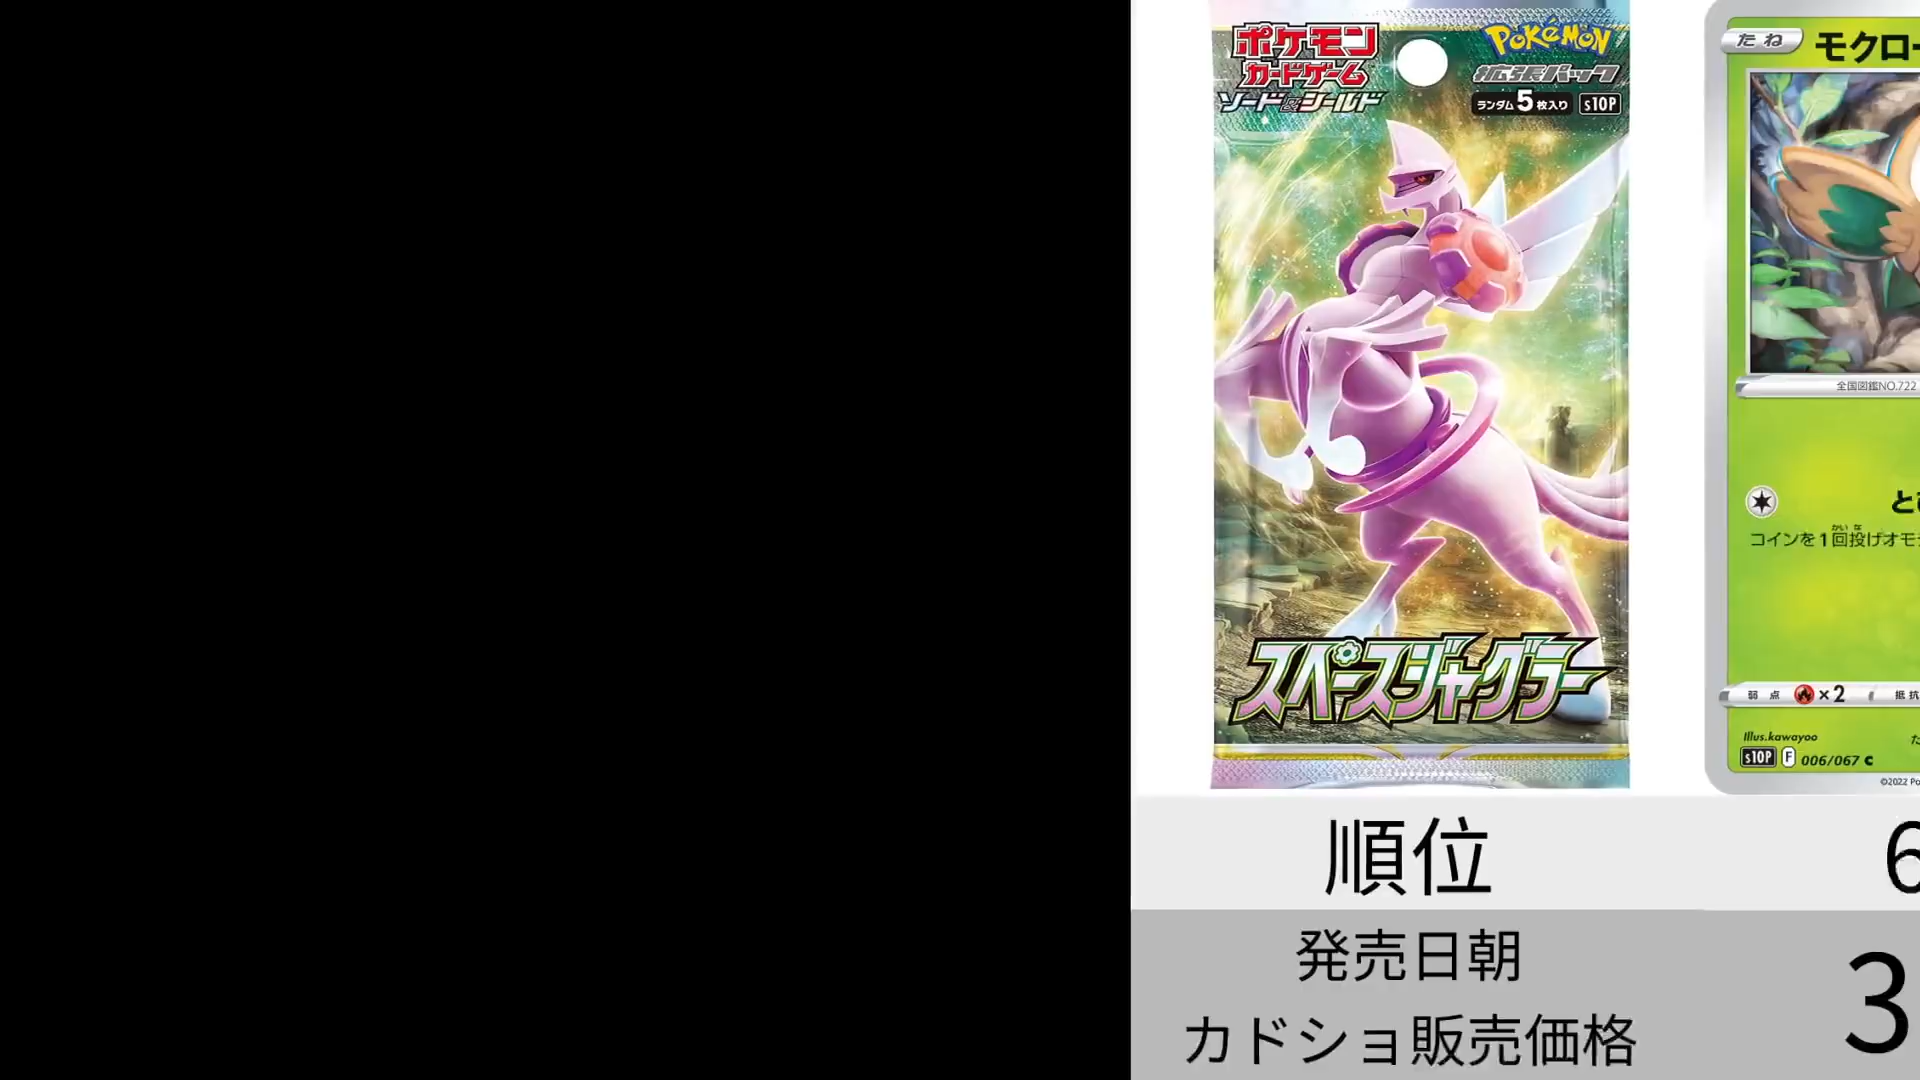 ポケモン
カードゲーム
ソード&シールド
POKéMON
拡張パック
ランダム5枚入り s10P
スペースジャグラー
順位
発売日朝
カドショ販売価格
たね モクロー
全国図鑑NO.722
コインを1回投げオモ
弱点 ×2 抵抗
Illus.kawayoo
s10P F 006/067 C
©2022
6
3